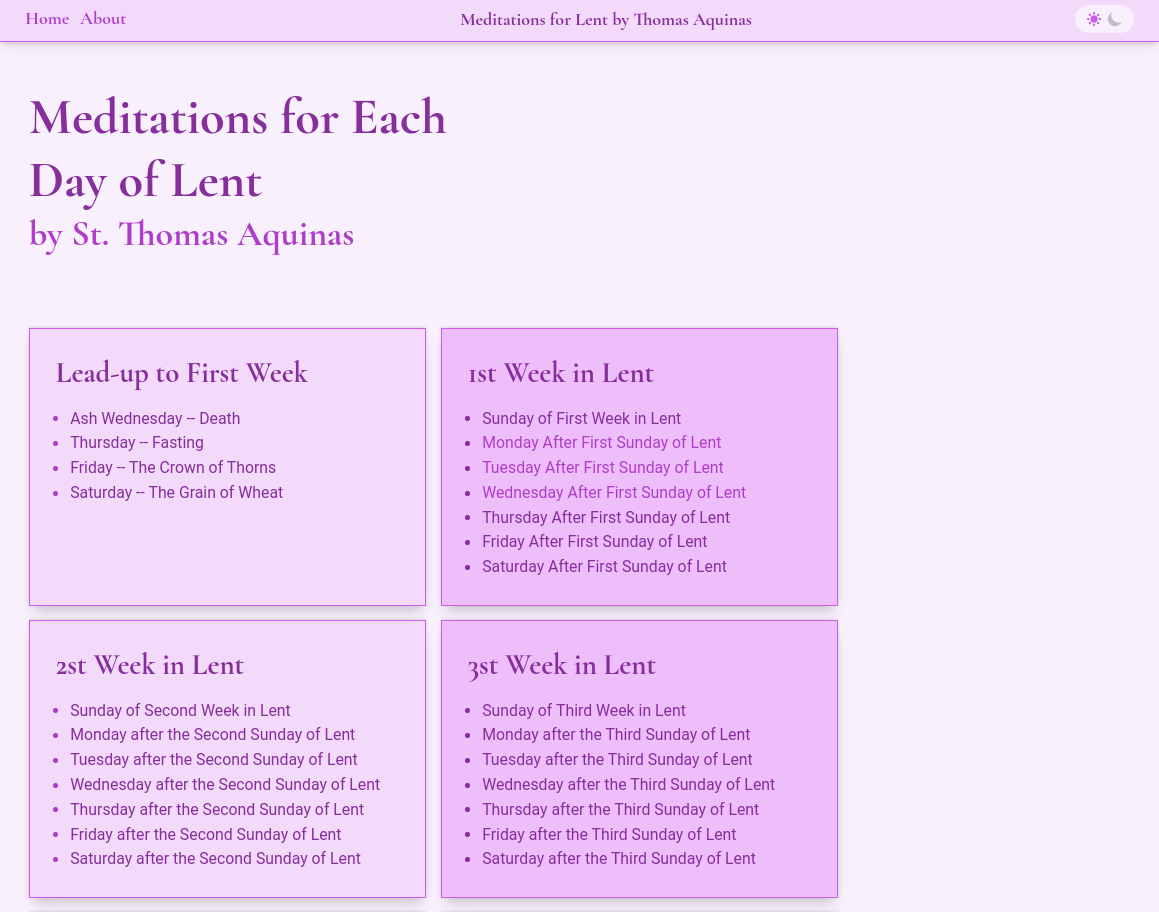 Home About
Meditations for Lent by Thomas Aquinas
Meditations for Each
Day of Lent
by St. Thomas Aquinas
Lead-up to First Week
Ash Wednesday -- Death
Thursday -- Fasting
Friday -- The Crown of Thorns
Saturday -- The Grain of Wheat
1st Week in Lent
Sunday of First Week in Lent
Monday After First Sunday of Lent
Tuesday After First Sunday of Lent
Wednesday After First Sunday of Lent
Thursday After First Sunday of Lent
Friday After First Sunday of Lent
Saturday After First Sunday of Lent
2st Week in Lent
Sunday of Second Week in Lent
Monday after the Second Sunday of Lent
Tuesday after the Second Sunday of Lent
Wednesday after the Second Sunday of Lent
Thursday after the Second Sunday of Lent
Friday after the Second Sunday of Lent
Saturday after the Second Sunday of Lent
3st Week in Lent
Sunday of Third Week in Lent
Monday after the Third Sunday of Lent
Tuesday after the Third Sunday of Lent
Wednesday after the Third Sunday of Lent
Thursday after the Third Sunday of Lent
Friday after the Third Sunday of Lent
Saturday after the Third Sunday of Lent